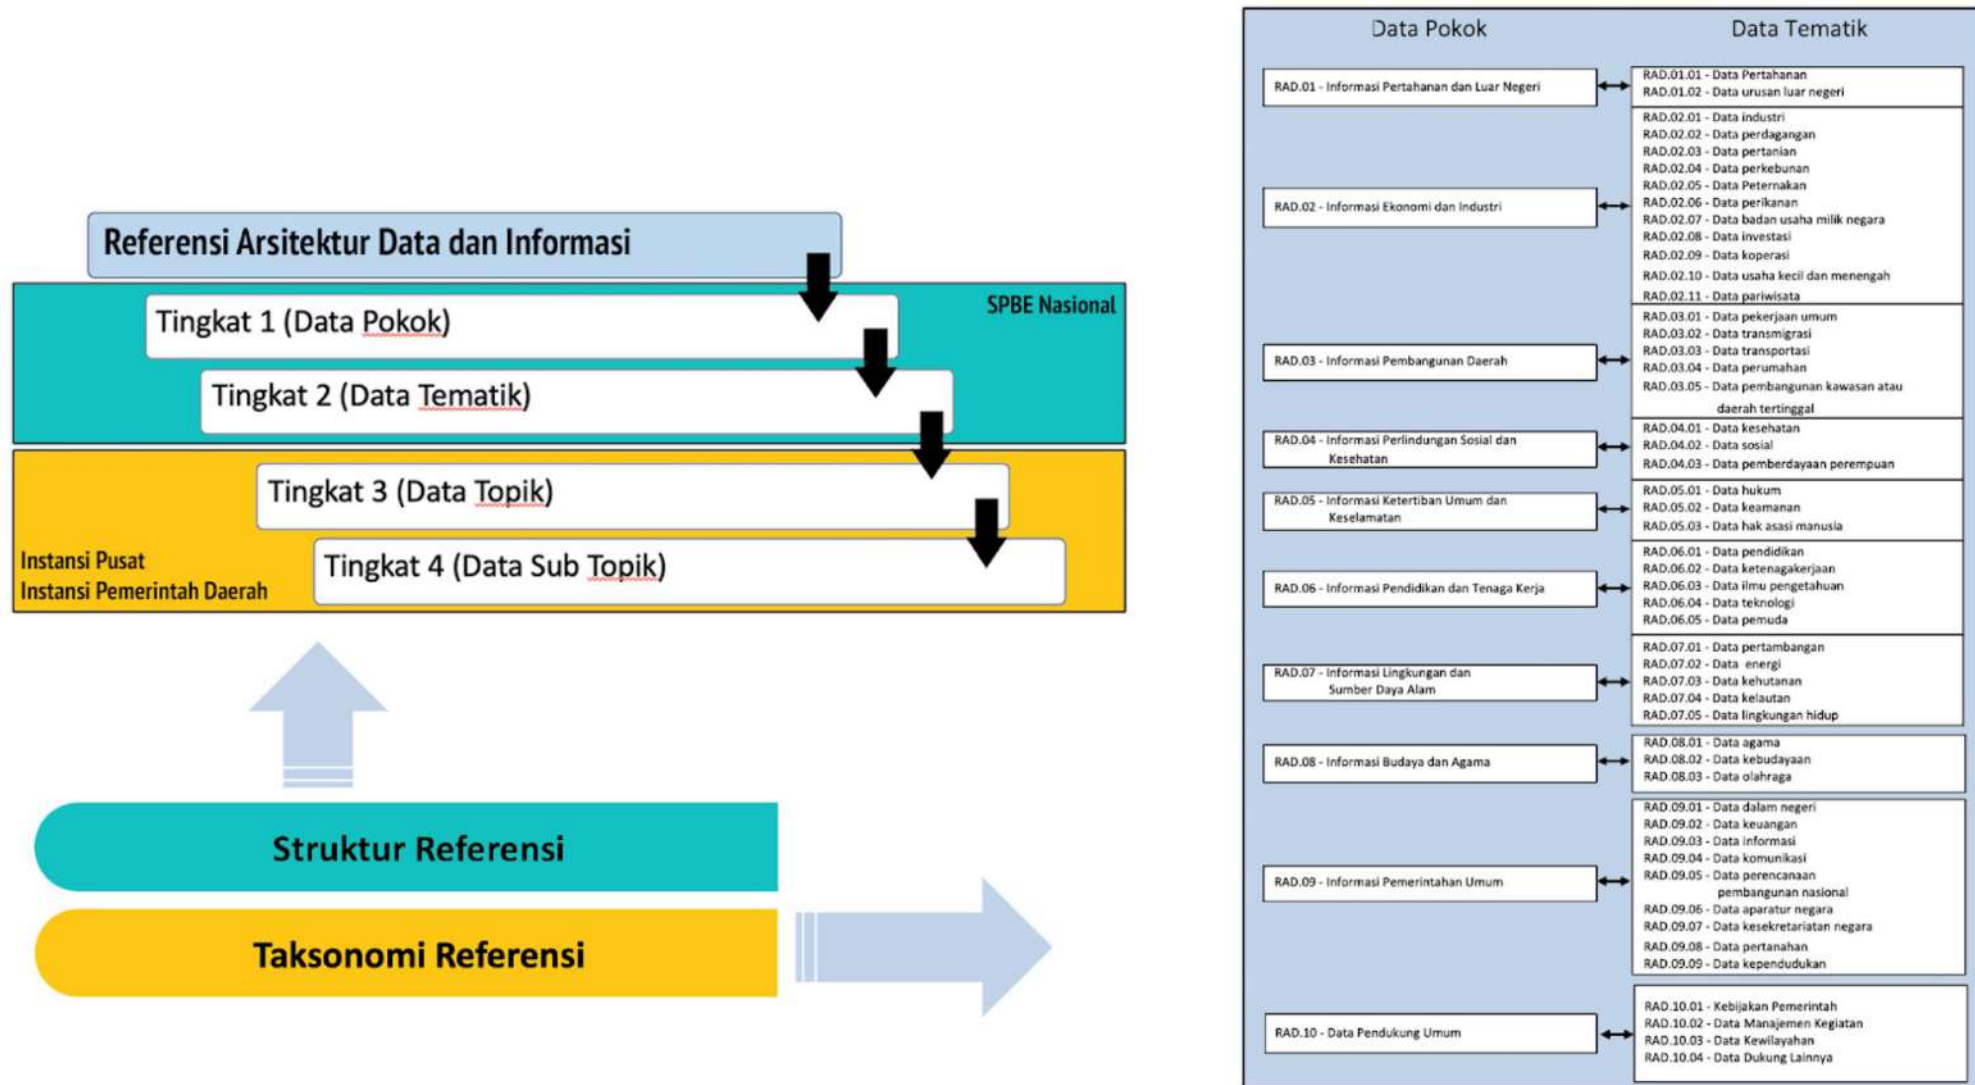 Referensi Arsitektur Data dan Informasi
SPBE Nasional
Tingkat 1 (Data Pokok)
Tingkat 2 (Data Tematik)
Tingkat 3 (Data Topik)
Tingkat 4 (Data Sub Topik)
Instansi Pusat
Instansi Pemerintah Daerah
Struktur Referensi
Taksonomi Referensi
Data Pokok
Data Tematik
RAD.01 - Informasi Pertahanan dan Luar Negeri
RAD.01.01 - Data Pertahanan
RAD.01.02 - Data urusan luar negeri
RAD.02 - Informasi Ekonomi dan Industri
RAD.02.01 - Data industri
RAD.02.02 - Data perdagangan
RAD.02.03 - Data pertanian
RAD.02.04 - Data perkebunan
RAD.02.05 - Data Peternakan
RAD.02.06 - Data perikanan
RAD.02.07 - Data badan usaha milik negara
RAD.02.08 - Data investasi
RAD.02.09 - Data koperasi
RAD.02.10 - Data usaha kecil dan menengah
RAD.02.11 - Data pariwisata
RAD.03 - Informasi Pembangunan Daerah
RAD.03.01 - Data pekerjaan umum
RAD.03.02 - Data transmigrasi
RAD.03.03 - Data transportasi
RAD.03.04 - Data perumahan
RAD.03.05 - Data pembangunan kawasan atau
daerah tertinggal
RAD.04 - Informasi Perlindungan Sosial dan
Kesehatan
RAD.04.01 - Data kesehatan
RAD.04.02 - Data sosial
RAD.04.03 - Data pemberdayaan perempuan
RAD.05 - Informasi Ketertiban Umum dan
Keselamatan
RAD.05.01 - Data hukum
RAD.05.02 - Data keamanan
RAD.05.03 - Data hak asasi manusia
RAD.06 - Informasi Pendidikan dan Tenaga Kerja
RAD.06.01 - Data pendidikan
RAD.06.02 - Data ketenagakerjaan
RAD.06.03 - Data ilmu pengetahuan
RAD.06.04 - Data teknologi
RAD.06.05 - Data pemuda
RAD.07 - Informasi Lingkungan dan
Sumber Daya Alam
RAD.07.01 - Data pertambangan
RAD.07.02 - Data energi
RAD.07.03 - Data kehutanan
RAD.07.04 - Data kelautan
RAD.07.05 - Data lingkungan hidup
RAD.08 - Informasi Budaya dan Agama
RAD.08.01 - Data agama
RAD.08.02 - Data kebudayaan
RAD.08.03 - Data olahraga
RAD.09 - Informasi Pemerintahan Umum
RAD.09.01 - Data dalam negeri
RAD.09.02 - Data keuangan
RAD.09.03 - Data informasi
RAD.09.04 - Data komunikasi
RAD.09.05 - Data perencanaan
pembangunan nasional
RAD.09.06 - Data aparatur negara
RAD.09.07 - Data kesekretariatan negara
RAD.09.08 - Data pertanahan
RAD.09.09 - Data kependudukan
RAD.10 - Data Pendukung Umum
RAD.10.01 - Kebijakan Pemerintah
RAD.10.02 - Data Manajemen Kegiatan
RAD.10.03 - Data Kewilayahan
RAD.10.04 - Data Dukung Lainnya